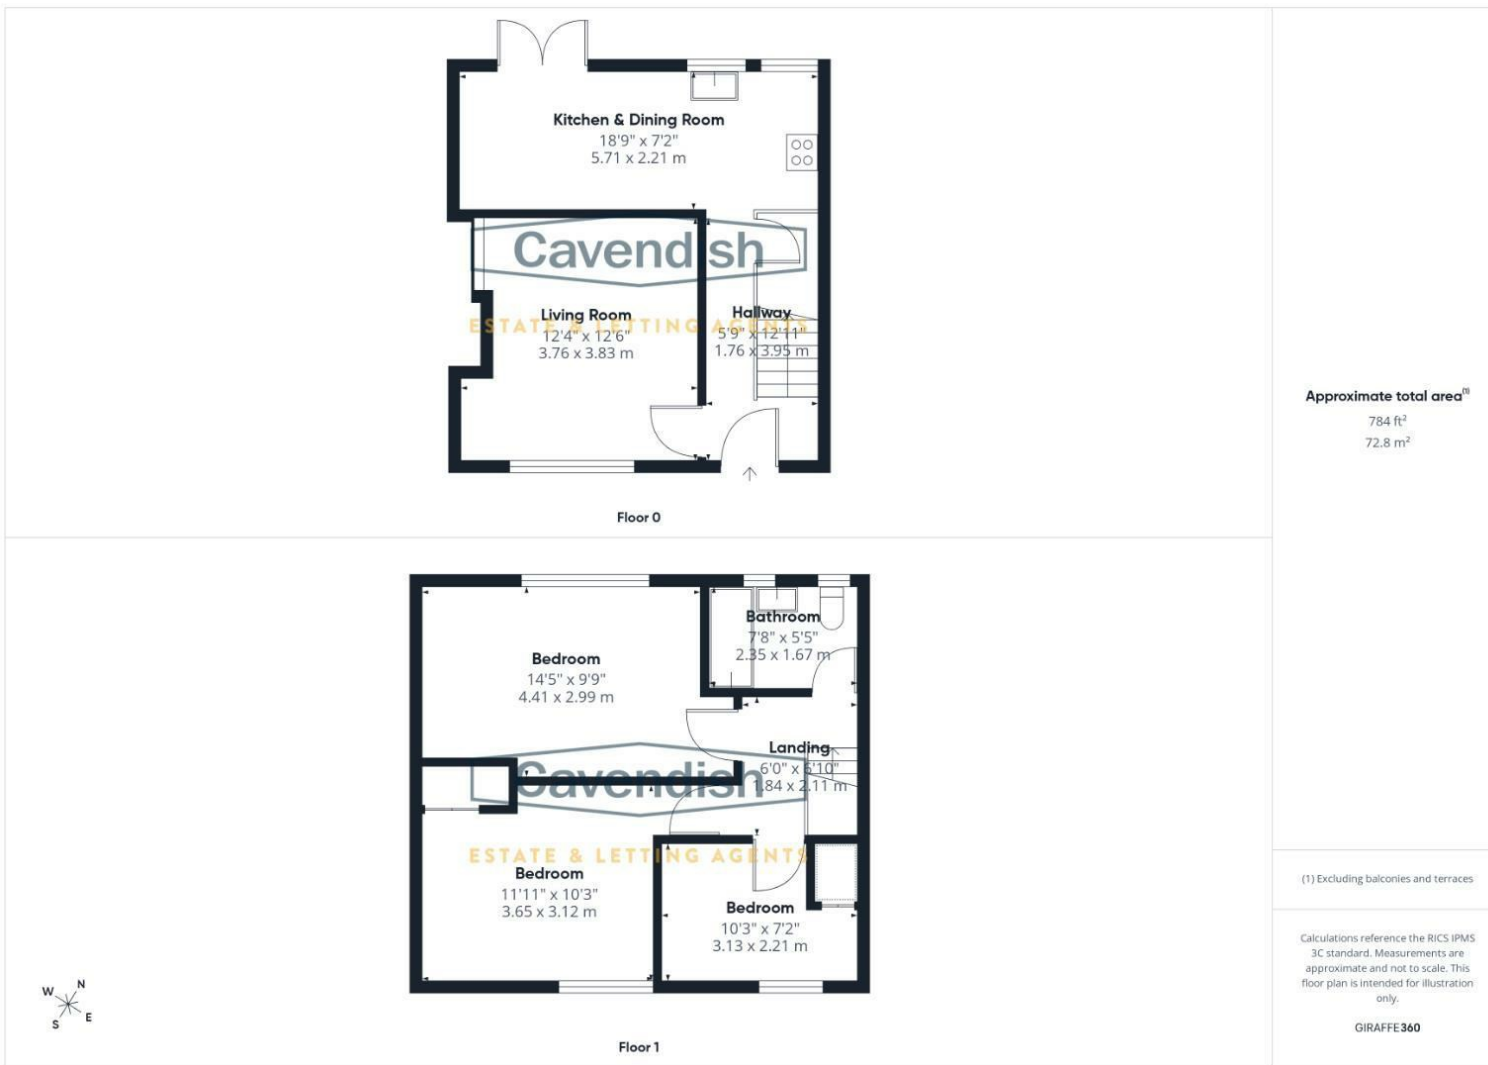 Kitchen & Dining Room
18'9" x 7'2"
5.71 x 2.21 m
Cavendish
ESTATE & LETTING AGENTS
Living Room
12'4" x 12'6"
3.76 x 3.83 m
Hallway
5'9" x 12'11"
1.76 x 3.95 m
Floor 0
Approximate total area(1)
784 ft²
72.8 m²
Bathroom
7'8" x 5'5"
2.35 x 1.67 m
Bedroom
14'5" x 9'9"
4.41 x 2.99 m
Landing
6'0" x 6'10"
1.84 x 2.11 m
Cavendish
ESTATE & LETTING AGENTS
Bedroom
11'11" x 10'3"
3.65 x 3.12 m
Bedroom
10'3" x 7'2"
3.13 x 2.21 m
N
W
E
S
Floor 1
(1) Excluding balconies and terraces
Calculations reference the RICS IPMS
3C standard. Measurements are
approximate and not to scale. This
floor plan is intended for illustration
only.
GIRAFFE360